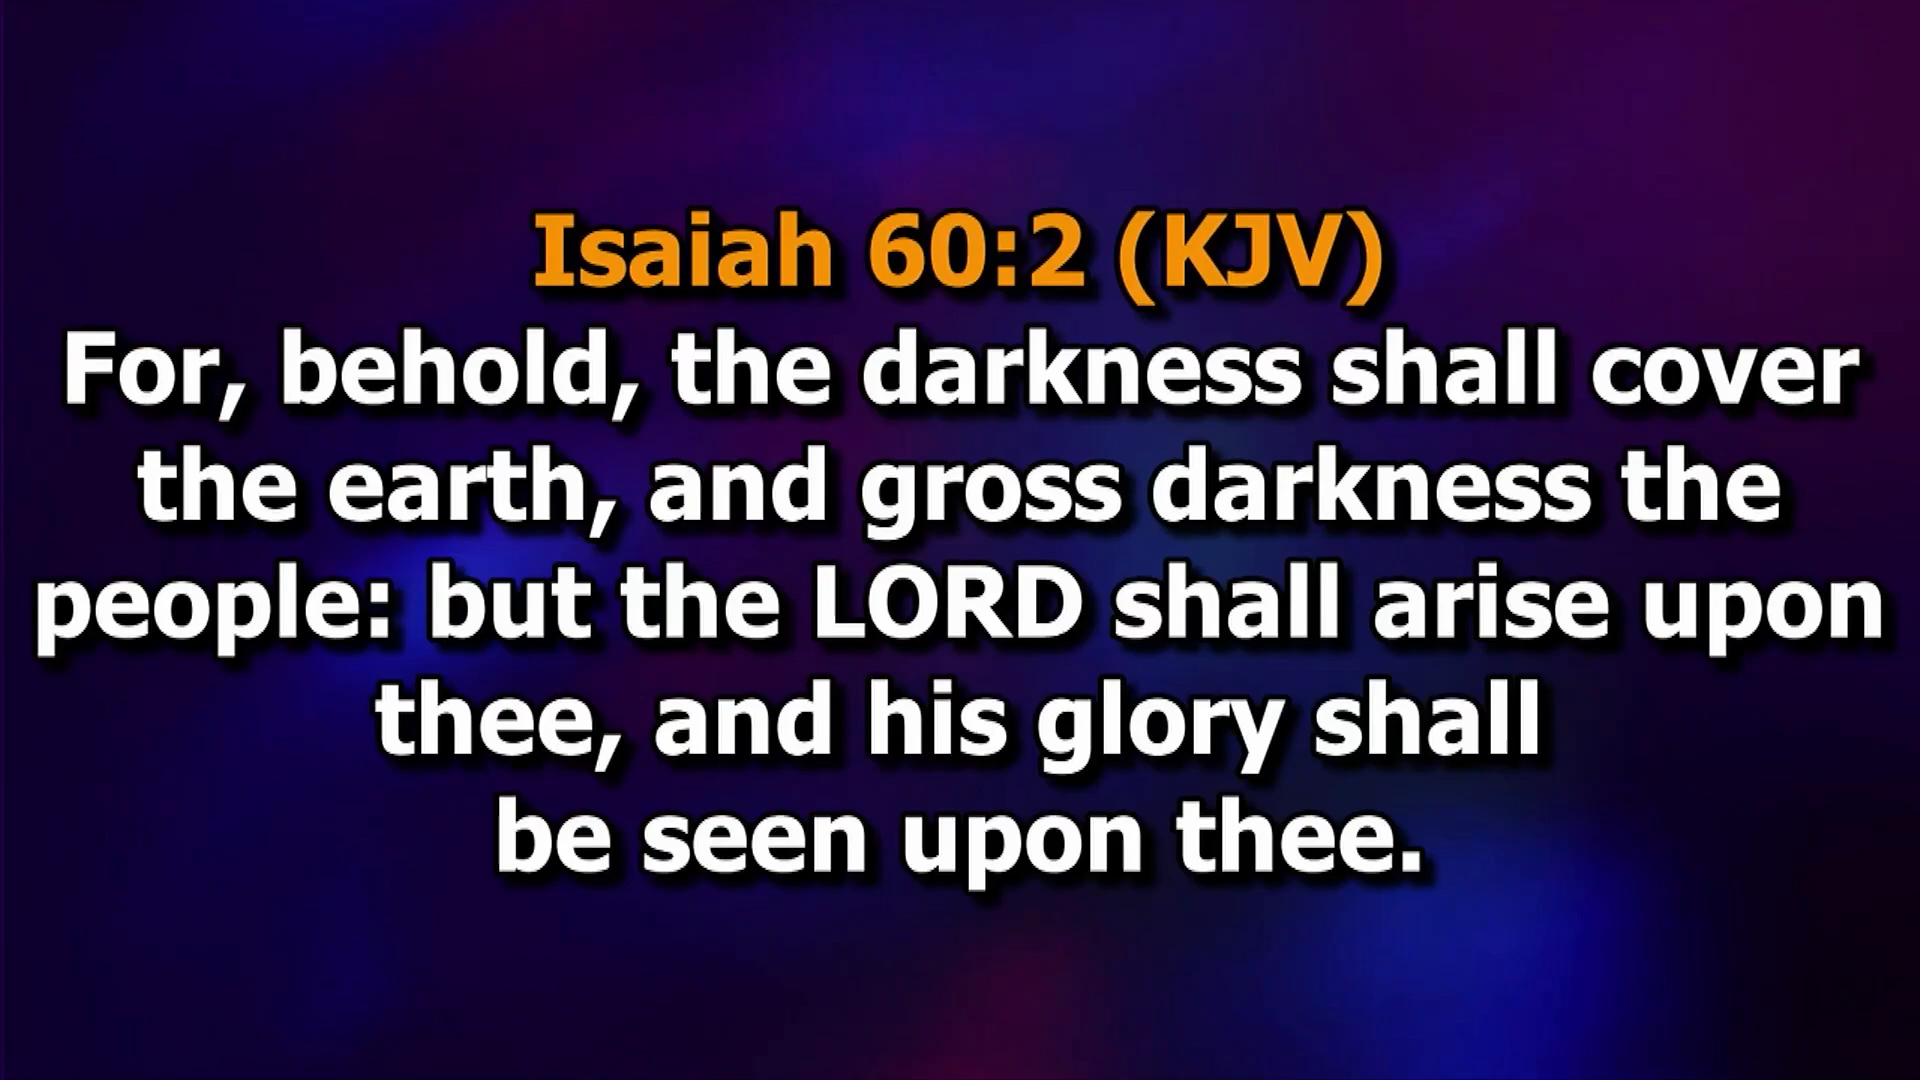 Isaiah 60:2 (KJV)
For, behold, the darkness shall cover
the earth, and gross darkness the
people: but the LORD shall arise upon
thee, and his glory shall
be seen upon thee.